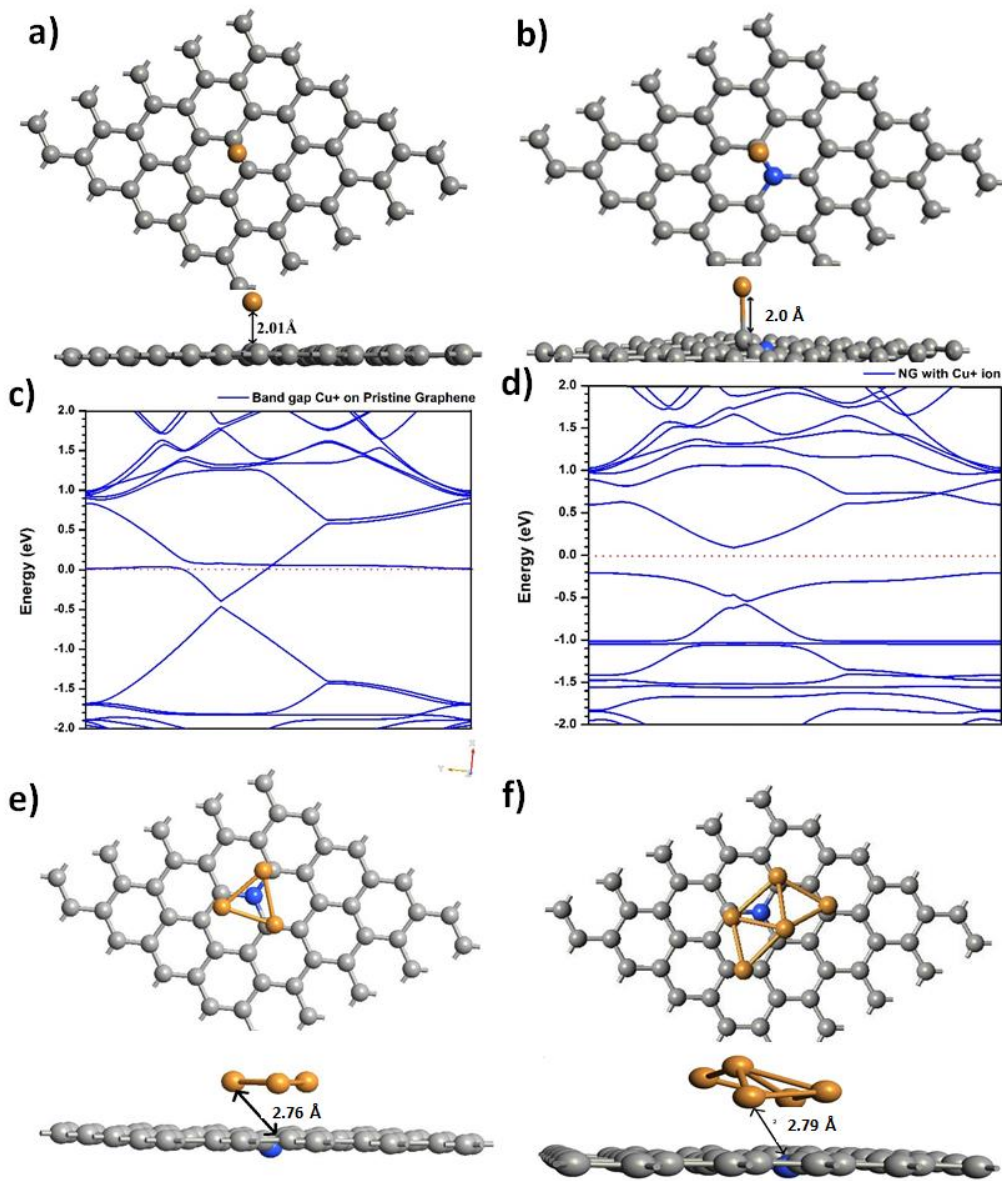 a)
b)
2.01Å
2.0 Å
c)
d)
Band gap Cu+ on Pristine Graphene
NG with Cu+ ion
2.0
1.5
1.0
0.5
0.0
-0.5
-1.0
-1.5
-2.0
Energy (eV)
2.0
1.5
1.0
0.5
0.0
-0.5
-1.0
-1.5
-2.0
Energy (eV)
X
Y
e)
f)
2.76 Å
2.79 Å